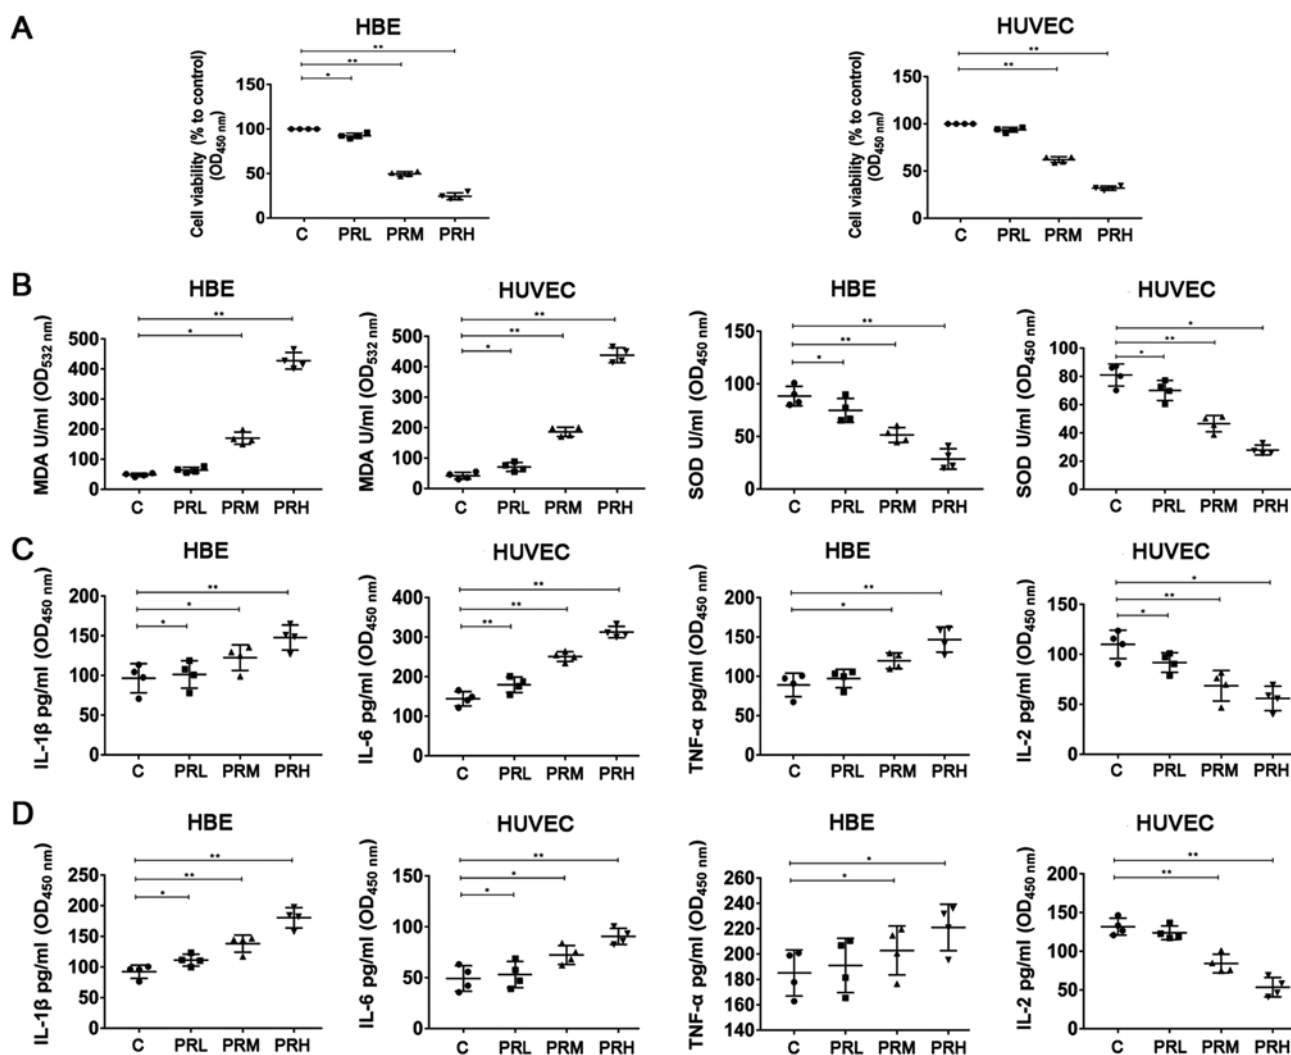 A
HBE
Cell viability (% to control)
(OD450 nm)
150
100
50
0
**
**
*
C PRL PRM PRH
HUVEC
Cell viability (% to control)
(OD450 nm)
150
100
50
0
**
**
C PRL PRM PRH
B
HBE
MDA U/ml (OD532 nm)
500
400
300
200
100
0
**
*
C PRL PRM PRH
HUVEC
MDA U/ml (OD532 nm)
500
400
300
200
100
0
**
**
*
C PRL PRM PRH
HBE
SOD U/ml (OD450 nm)
150
100
50
0
**
**
*
C PRL PRM PRH
HUVEC
SOD U/ml (OD450 nm)
100
80
60
40
20
0
*
**
*
C PRL PRM PRH
C
HBE
IL-1β pg/ml (OD450 nm)
200
150
100
50
0
**
*
*
C PRL PRM PRH
HUVEC
IL-6 pg/ml (OD450 nm)
400
300
200
100
0
**
**
**
C PRL PRM PRH
HBE
TNF-α pg/ml (OD450 nm)
200
150
100
50
0
**
*
C PRL PRM PRH
HUVEC
IL-2 pg/ml (OD450 nm)
150
100
50
0
*
**
*
C PRL PRM PRH
D
HBE
IL-1β pg/ml (OD450 nm)
250
200
150
100
50
0
**
**
*
C PRL PRM PRH
HUVEC
IL-6 pg/ml (OD450 nm)
150
100
50
0
**
*
*
C PRL PRM PRH
HBE
TNF-α pg/ml (OD450 nm)
260
240
220
200
180
160
140
*
*
C PRL PRM PRH
HUVEC
IL-2 pg/ml (OD450 nm)
200
150
100
50
0
**
**
C PRL PRM PRH